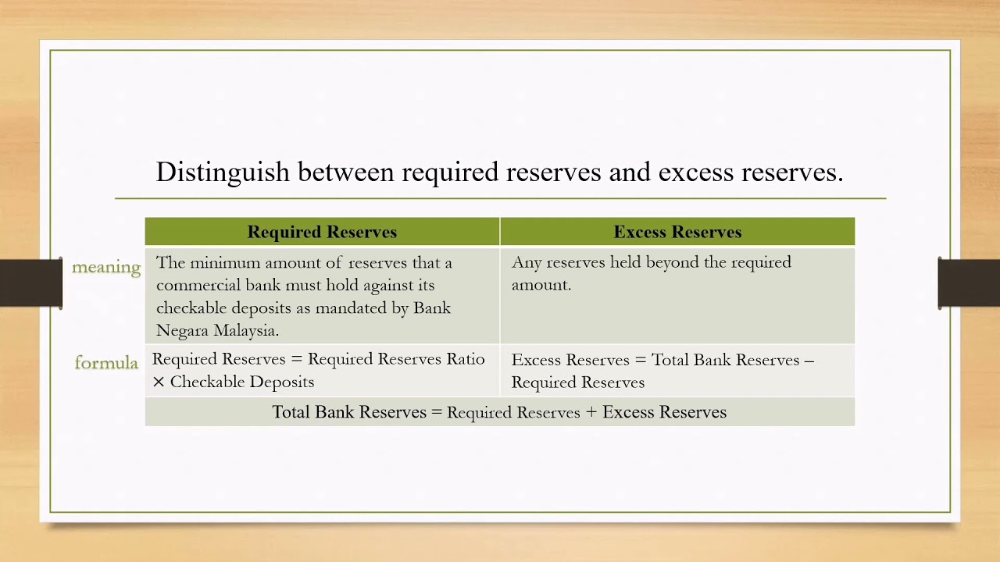 Distinguish between required reserves and excess reserves.
Required Reserves
Excess Reserves
meaning
The minimum amount of reserves that a
commercial bank must hold against its
checkable deposits as mandated by Bank
Negara Malaysia.
Any reserves held beyond the required
amount.
formula
Required Reserves = Required Reserves Ratio
× Checkable Deposits
Excess Reserves = Total Bank Reserves –
Required Reserves
Total Bank Reserves = Required Reserves + Excess Reserves